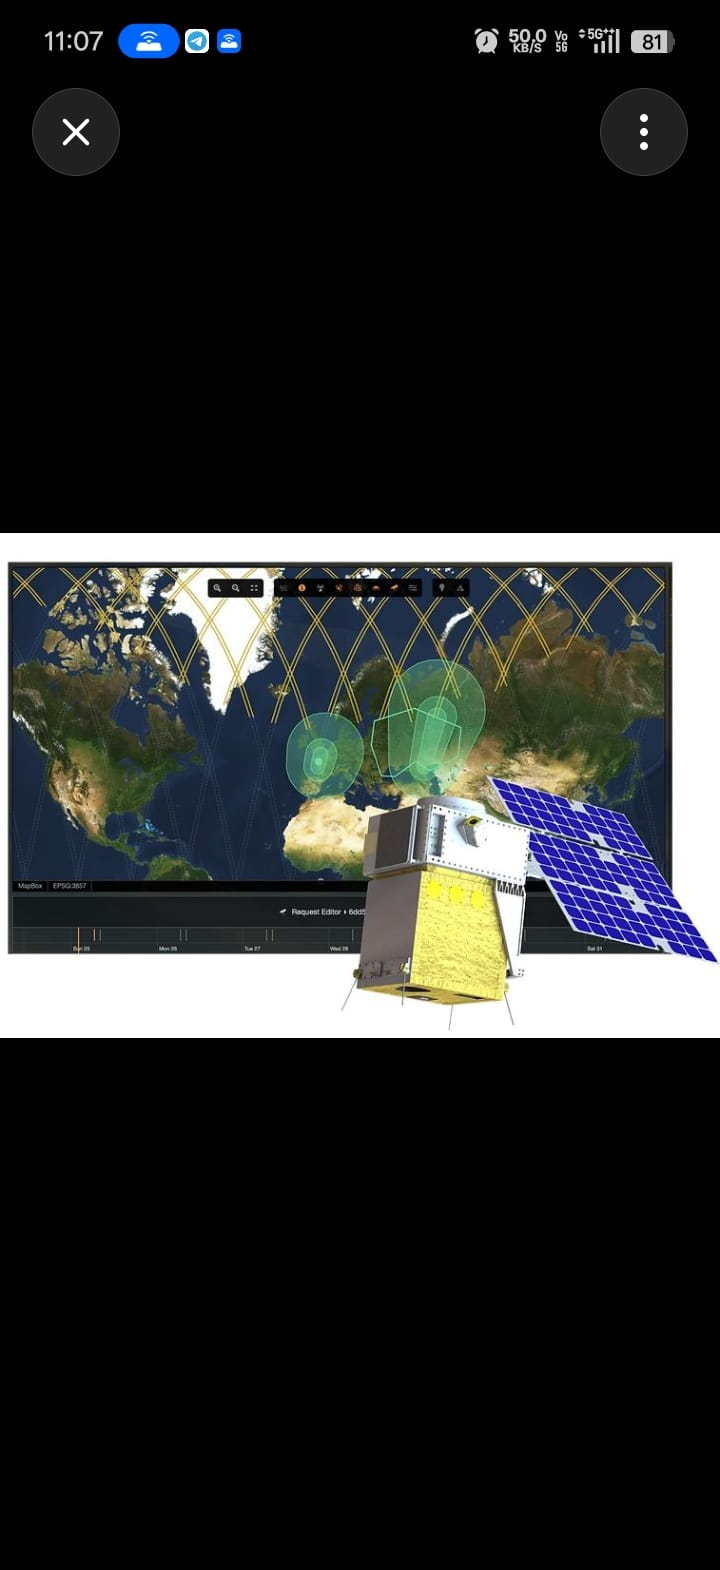 11:07
50.0
KB/S
Vo
5G
5G++
81
MapBox EPSG:3857
Request Editor
Sun 25 Mon 26 Tue 27 Wed 28 Sat 31